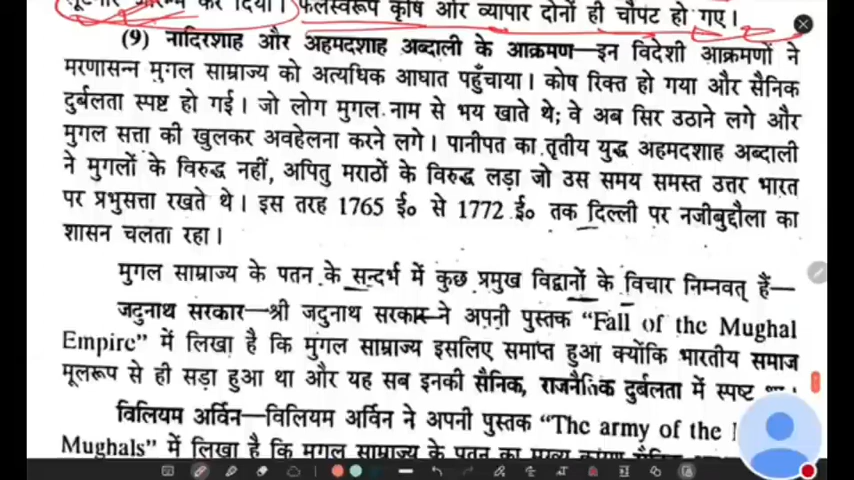 लूटमार आरम्भ कर दिया। फलस्वरूप कृषि और व्यापार दोनों ही चौपट हो गए।
(9) नादिरशाह और अहमदशाह अब्दाली के आक्रमण—इन विदेशी आक्रमणों ने
मरणासन्न मुगल साम्राज्य को अत्यधिक आघात पहुँचाया। कोष रिक्त हो गया और सैनिक
दुर्बलता स्पष्ट हो गई। जो लोग मुगल नाम से भय खाते थे; वे अब सिर उठाने लगे और
मुगल सत्ता की खुलकर अवहेलना करने लगे। पानीपत का तृतीय युद्ध अहमदशाह अब्दाली
ने मुगलों के विरुद्ध नहीं, अपितु मराठों के विरुद्ध लड़ा जो उस समय समस्त उत्तर भारत
पर प्रभुसत्ता रखते थे। इस तरह 1765 ई० से 1772 ई० तक दिल्ली पर नजीबुद्दौला का
शासन चलता रहा।
मुगल साम्राज्य के पतन के सन्दर्भ में कुछ प्रमुख विद्वानों के विचार निम्नवत् हैं—
जदुनाथ सरकार—श्री जदुनाथ सरकार ने अपनी पुस्तक “Fall of the Mughal
Empire” में लिखा है कि मुगल साम्राज्य इसलिए समाप्त हुआ क्योंकि भारतीय समाज
मूलरूप से ही सड़ा हुआ था और यह सब इनकी सैनिक, राजनैतिक दुर्बलता में स्पष्ट था।
विलियम अर्विन—विलियम अर्विन ने अपनी पुस्तक “The army of the
Mughals” में लिखा है कि मुगल साम्राज्य के पतन का मुख्य कारण